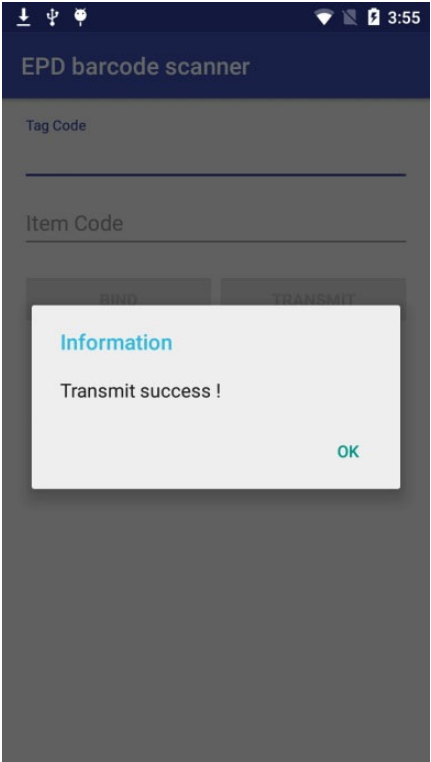 3:55
EPD barcode scanner
Tag Code
Item Code
BIND TRANSMIT
Information
Transmit success !
OK